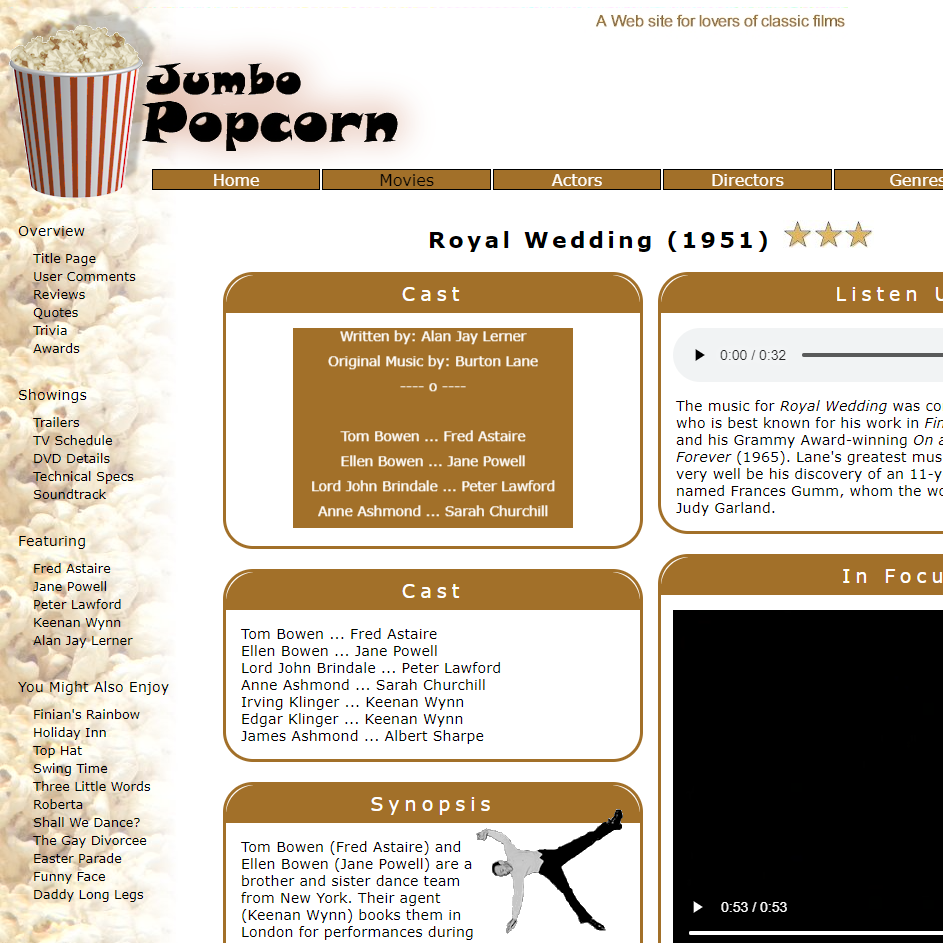 A Web site for lovers of classic films
Jumbo
Popcorn
Home Movies Actors Directors Genres
Overview
Title Page
User Comments
Reviews
Quotes
Trivia
Awards
Showings
Trailers
TV Schedule
DVD Details
Technical Specs
Soundtrack
Featuring
Fred Astaire
Jane Powell
Peter Lawford
Keenan Wynn
Alan Jay Lerner
You Might Also Enjoy
Finian's Rainbow
Holiday Inn
Top Hat
Swing Time
Three Little Words
Roberta
Shall We Dance?
The Gay Divorcee
Easter Parade
Funny Face
Daddy Long Legs
Royal Wedding (1951)
Cast
Written by: Alan Jay Lerner
Original Music by: Burton Lane
---- o ----
Tom Bowen ... Fred Astaire
Ellen Bowen ... Jane Powell
Lord John Brindale ... Peter Lawford
Anne Ashmond ... Sarah Churchill
Cast
Tom Bowen ... Fred Astaire
Ellen Bowen ... Jane Powell
Lord John Brindale ... Peter Lawford
Anne Ashmond ... Sarah Churchill
Irving Klinger ... Keenan Wynn
Edgar Klinger ... Keenan Wynn
James Ashmond ... Albert Sharpe
Synopsis
Tom Bowen (Fred Astaire) and
Ellen Bowen (Jane Powell) are a
brother and sister dance team
from New York. Their agent
(Keenan Wynn) books them in
London for performances during
Listen
0:00 / 0:32
The music for Royal Wedding was
who is best known for his work in
and his Grammy Award-winning On
Forever (1965). Lane's greatest
very well be his discovery of an
named Frances Gumm, whom the
Judy Garland.
In
0:53 / 0:53